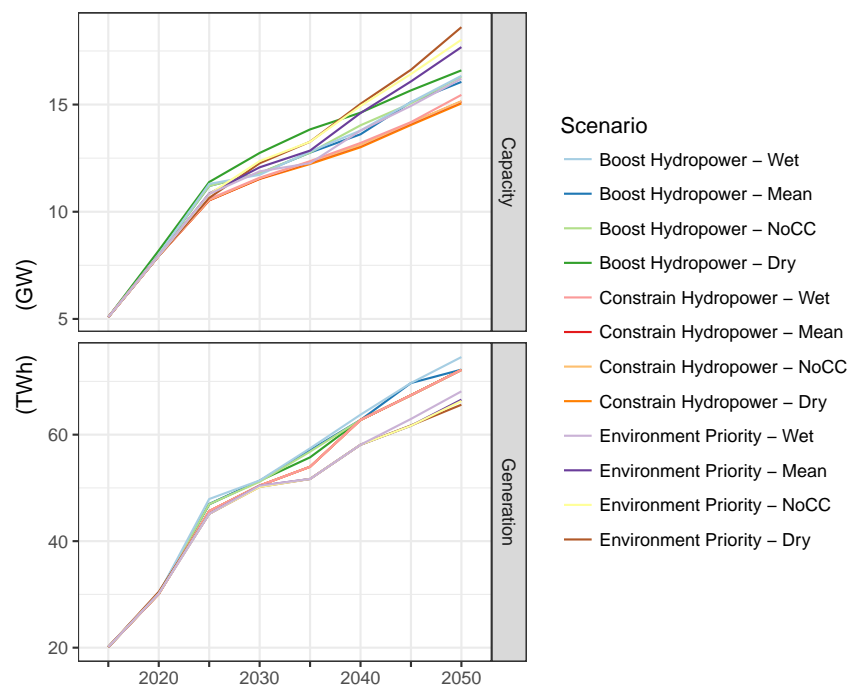 15
10
5
(GW)
Capacity
60
40
20
(TWh)
Generation
2020
2030
2040
2050
Scenario
Boost Hydropower − Wet
Boost Hydropower − Mean
Boost Hydropower − NoCC
Boost Hydropower − Dry
Constrain Hydropower − Wet
Constrain Hydropower − Mean
Constrain Hydropower − NoCC
Constrain Hydropower − Dry
Environment Priority − Wet
Environment Priority − Mean
Environment Priority − NoCC
Environment Priority − Dry